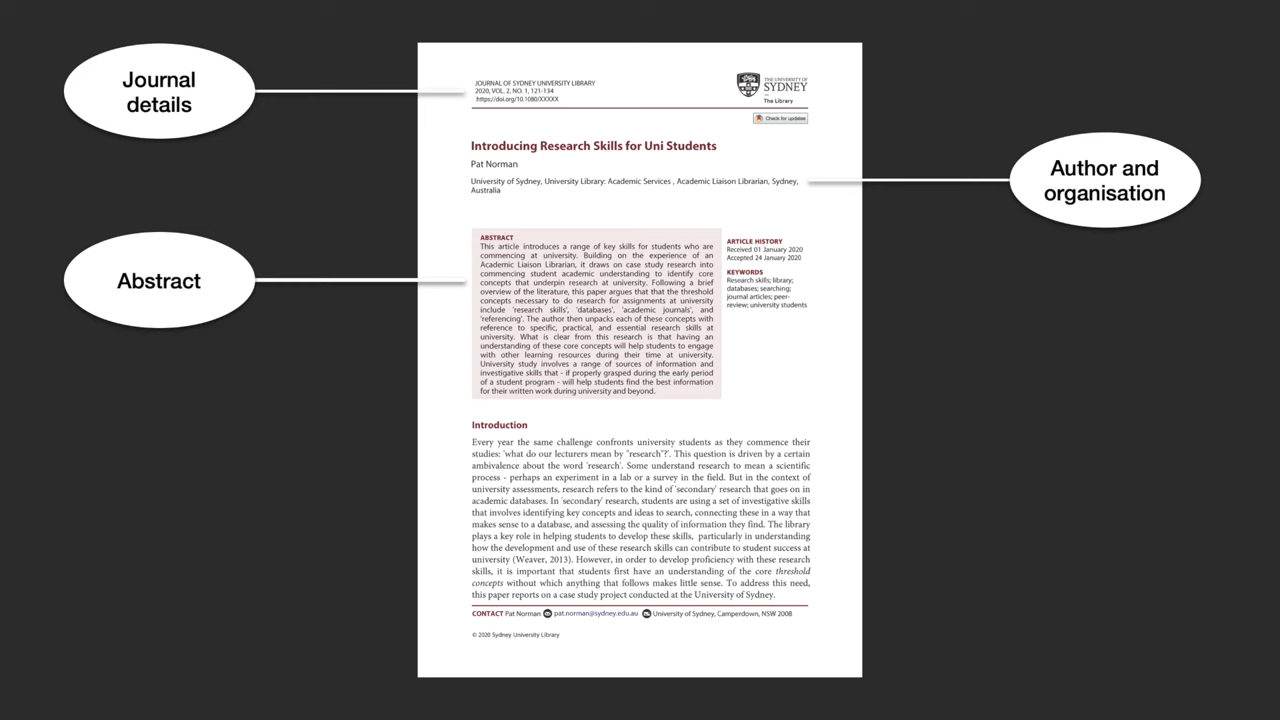 Journal
details
JOURNAL OF SYDNEY UNIVERSITY LIBRARY
2020, VOL. 2, NO. 1, 121-134
https://doi.org/10.1080/XXXXX
THE UNIVERSITY OF
SYDNEY
The Library
Check for updates
Introducing Research Skills for Uni Students
Pat Norman
University of Sydney, University Library: Academic Services , Academic Liaison Librarian, Sydney,
Australia
Author and
organisation
Abstract
ABSTRACT
This article introduces a range of key skills for students who are
commencing at university. Building on the experience of an
Academic Liaison Librarian, it draws on case study research into
commencing student academic understanding to identify core
concepts that underpin research at university. Following a brief
overview of the literature, this paper argues that that the threshold
concepts necessary to do research for assignments at university
include 'research skills', 'databases', 'academic journals', and
'referencing'. The author then unpacks each of these concepts with
reference to specific, practical, and essential research skills at
university. What is clear from this research is that having an
understanding of these core concepts will help students to engage
with other learning resources during their time at university.
University study involves a range of sources of information and
investigative skills that - if properly grasped during the early period
of a student program - will help students find the best information
for their written work during university and beyond.
ARTICLE HISTORY
Received 01 January 2020
Accepted 24 January 2020
KEYWORDS
Research skills; library;
databases; searching;
journal articles; peer-
review; university students
Introduction
Every year the same challenge confronts university students as they commence their
studies: 'what do our lecturers mean by "research"?'. This question is driven by a certain
ambivalence about the word 'research'. Some understand research to mean a scientific
process - perhaps an experiment in a lab or a survey in the field. But in the context of
university assessments, research refers to the kind of 'secondary' research that goes on in
academic databases. In 'secondary' research, students are using a set of investigative skills
that involves identifying key concepts and ideas to search, connecting these in a way that
makes sense to a database, and assessing the quality of information they find. The library
plays a key role in helping students to develop these skills, particularly in understanding
how the development and use of these research skills can contribute to student success at
university (Weaver, 2013). However, in order to develop proficiency with these research
skills, it is important that students first have an understanding of the core threshold
concepts without which anything that follows makes little sense. To address this need,
this paper reports on a case study project conducted at the University of Sydney.
CONTACT Pat Norman pat.norman@sydney.edu.au University of Sydney, Camperdown, NSW 2008
© 2020 Sydney University Library